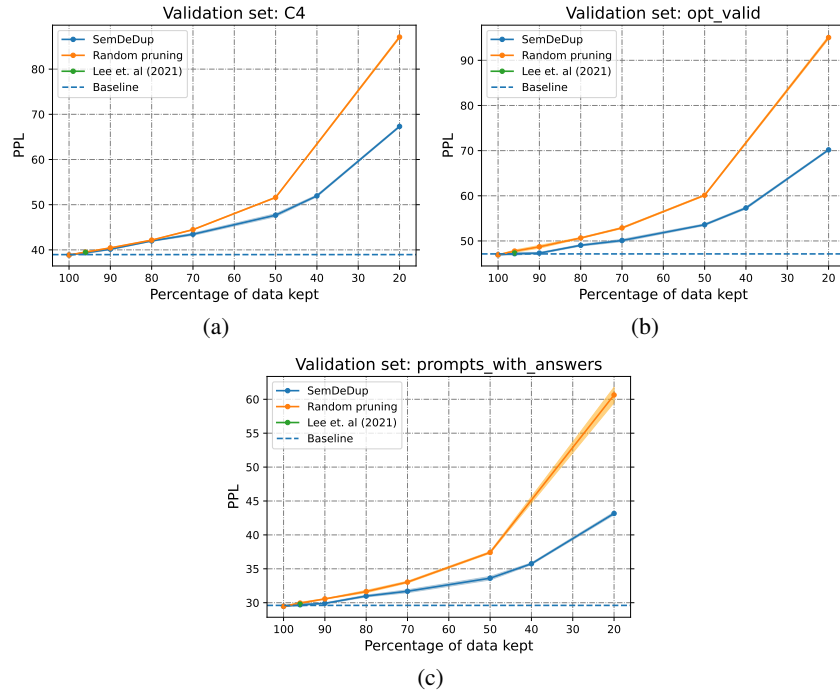 Validation set: C4
SemDeDup
Random pruning
Lee et. al (2021)
Baseline
PPL
80
70
60
50
40
100 90 80 70 60 50 40 30 20
Percentage of data kept
(a)
Validation set: opt_valid
SemDeDup
Random pruning
Lee et. al (2021)
Baseline
PPL
90
80
70
60
50
100 90 80 70 60 50 40 30 20
Percentage of data kept
(b)
Validation set: prompts_with_answers
SemDeDup
Random pruning
Lee et. al (2021)
Baseline
PPL
60
55
50
45
40
35
30
100 90 80 70 60 50 40 30 20
Percentage of data kept
(c)